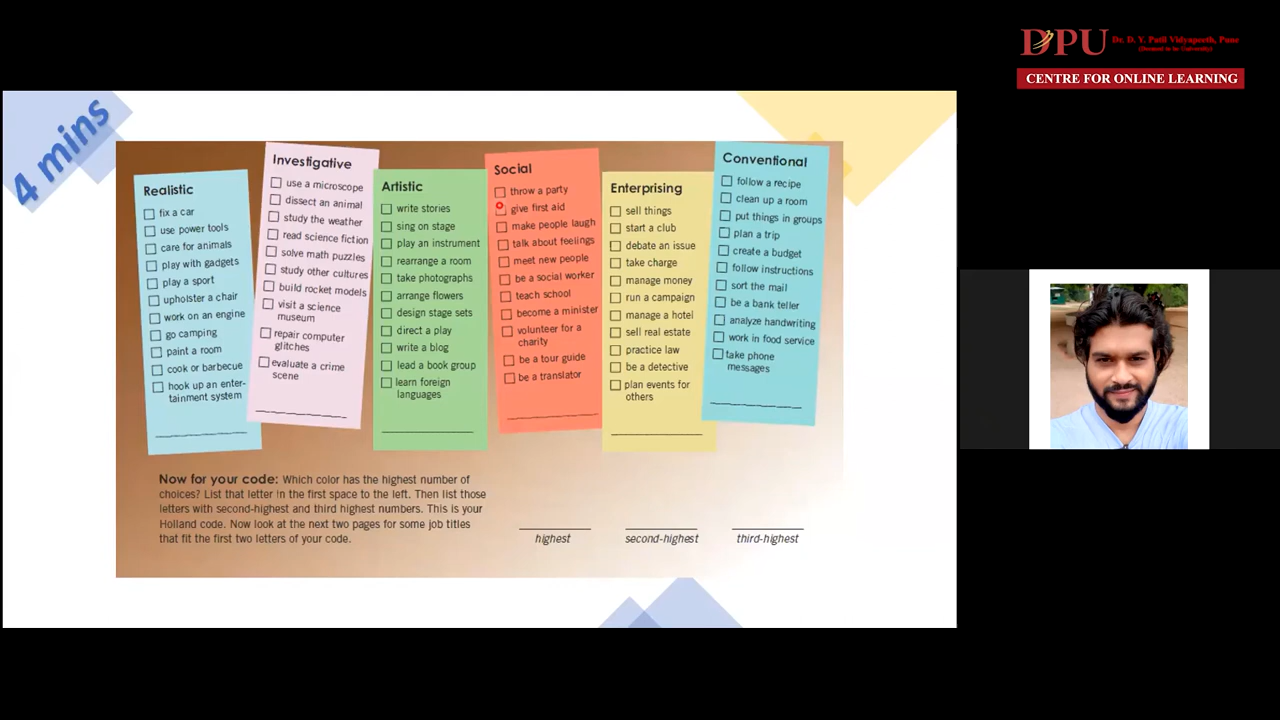 DPU Dr. D. Y. Patil Vidyapeeth, Pune
(Deemed to be University)
CENTRE FOR ONLINE LEARNING
4 mins
Realistic
fix a car
use power tools
care for animals
play with gadgets
play a sport
upholster a chair
work on an engine
go camping
paint a room
cook or barbecue
hook up an enter-
tainment system
Investigative
use a microscope
dissect an animal
study the weather
read science fiction
solve math puzzles
study other cultures
build rocket models
visit a science
museum
repair computer
glitches
evaluate a crime
scene
Artistic
write stories
sing on stage
play an instrument
rearrange a room
take photographs
arrange flowers
design stage sets
direct a play
write a blog
lead a book group
learn foreign
languages
Social
throw a party
give first aid
make people laugh
talk about feelings
meet new people
be a social worker
teach school
become a minister
volunteer for a
charity
be a tour guide
be a translator
Enterprising
sell things
start a club
debate an issue
take charge
manage money
run a campaign
manage a hotel
sell real estate
practice law
be a detective
plan events for
others
Conventional
follow a recipe
clean up a room
put things in groups
plan a trip
create a budget
follow instructions
sort the mail
be a bank teller
analyze handwriting
work in food service
take phone
messages
Now for your code: Which color has the highest number of
choices? List that letter in the first space to the left. Then list those
letters with second-highest and third highest numbers. This is your
Holland code. Now look at the next two pages for some job titles
that fit the first two letters of your code.
highest
second-highest
third-highest